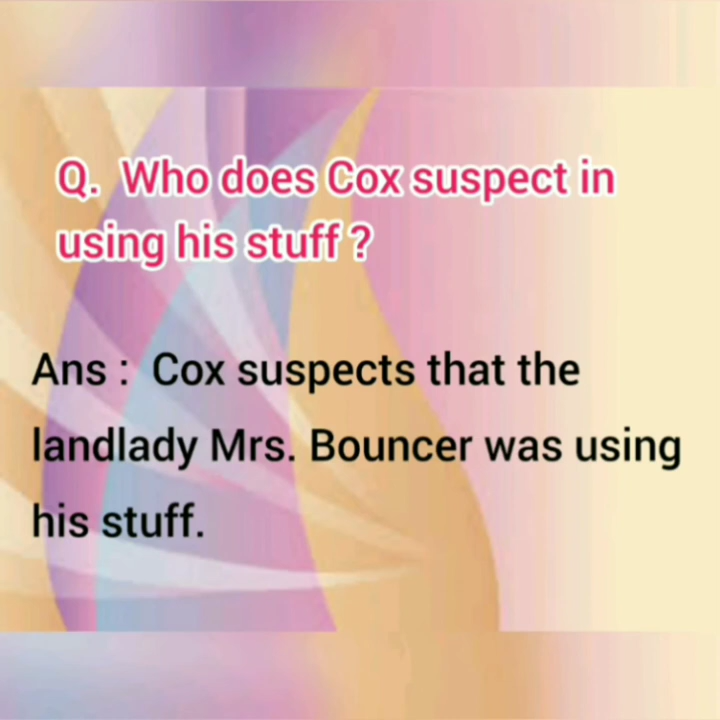 Q. Who does Cox suspect in
using his stuff ?
Ans : Cox suspects that the
landlady Mrs. Bouncer was using
his stuff.